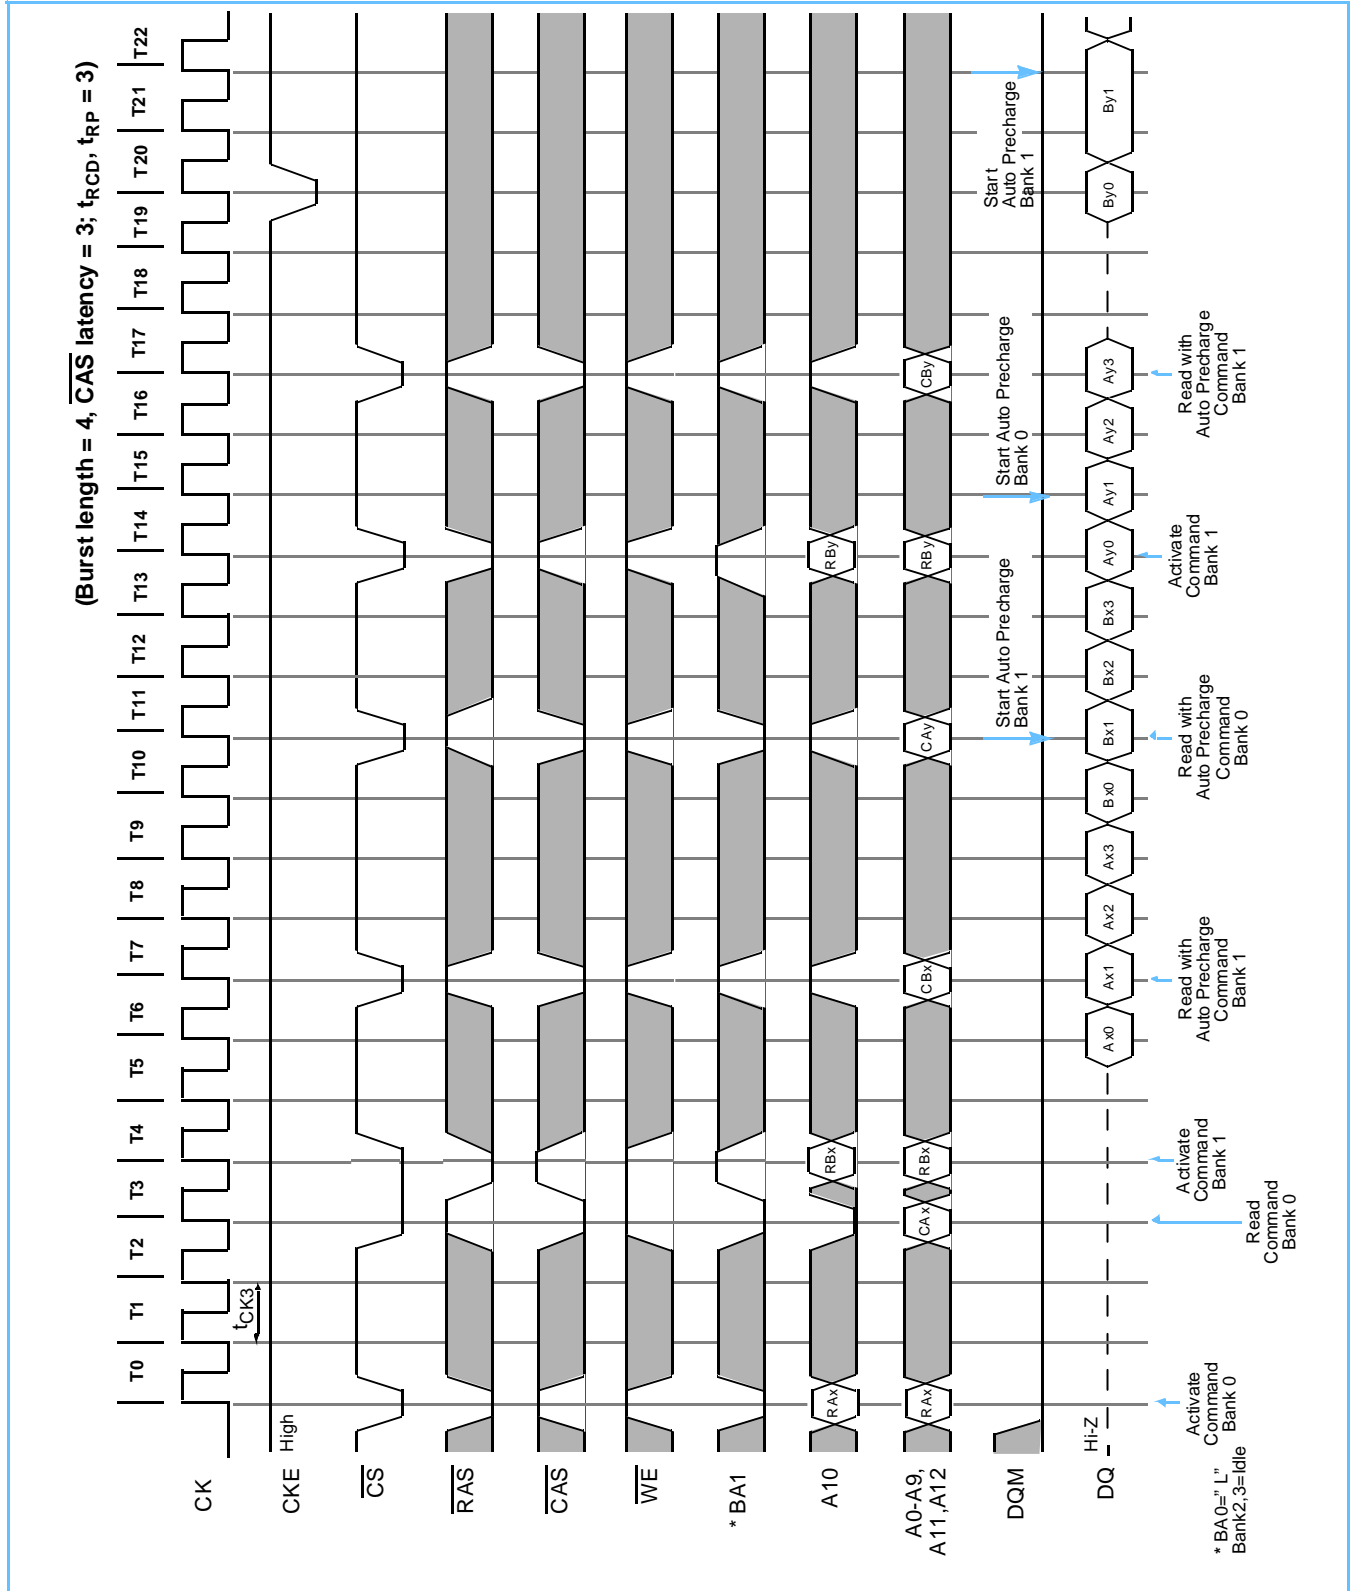 (Burst length = 4, CAS latency = 3; tRCD, tRP = 3)
T0 T1 T2 T3 T4 T5 T6 T7 T8 T9 T10 T11 T12 T13 T14 T15 T16 T17 T18 T19 T20 T21 T22
CK
tCK3
CKE
High
CS
RAS
CAS
WE
* BA1
A10
RAx RBx RBy
A0-A9,
A11,A12
RAx CAx RBx CBx CAy RBy CBy
DQM
Start Auto Precharge
Bank 1
Start Auto Precharge
Bank 0
Start
Auto Precharge
Bank 1
Hi-Z
DQ
Ax0 Ax1 Ax2 Ax3 Bx0 Bx1 Bx2 Bx3 Ay0 Ay1 Ay2 Ay3 By0 By1
Activate
Command
Bank 0
Read
Command
Bank 0
Activate
Command
Bank 1
Read with
Auto Precharge
Command
Bank 1
Read with
Auto Precharge
Command
Bank 0
Activate
Command
Bank 1
Read with
Auto Precharge
Command
Bank 1
* BA0=” L”
Bank2,3=Idle